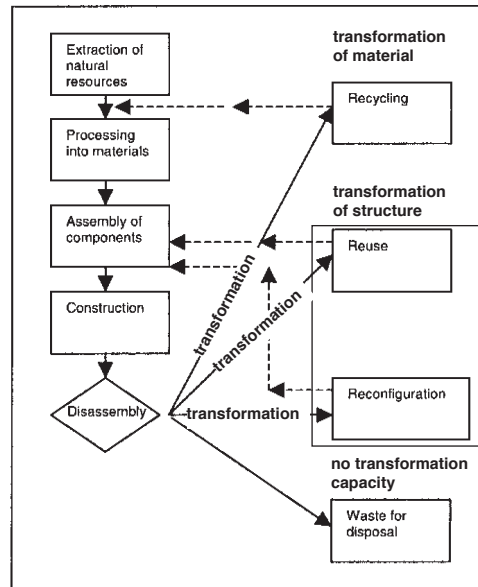 transformation
of material
Extraction of
natural
resources
Recycling
Processing
into materials
transformation
of structure
Assembly of
components
Reuse
Construction
transformation
transformation
Reconfiguration
Disassembly
transformation
no transformation
capacity
Waste for
disposal